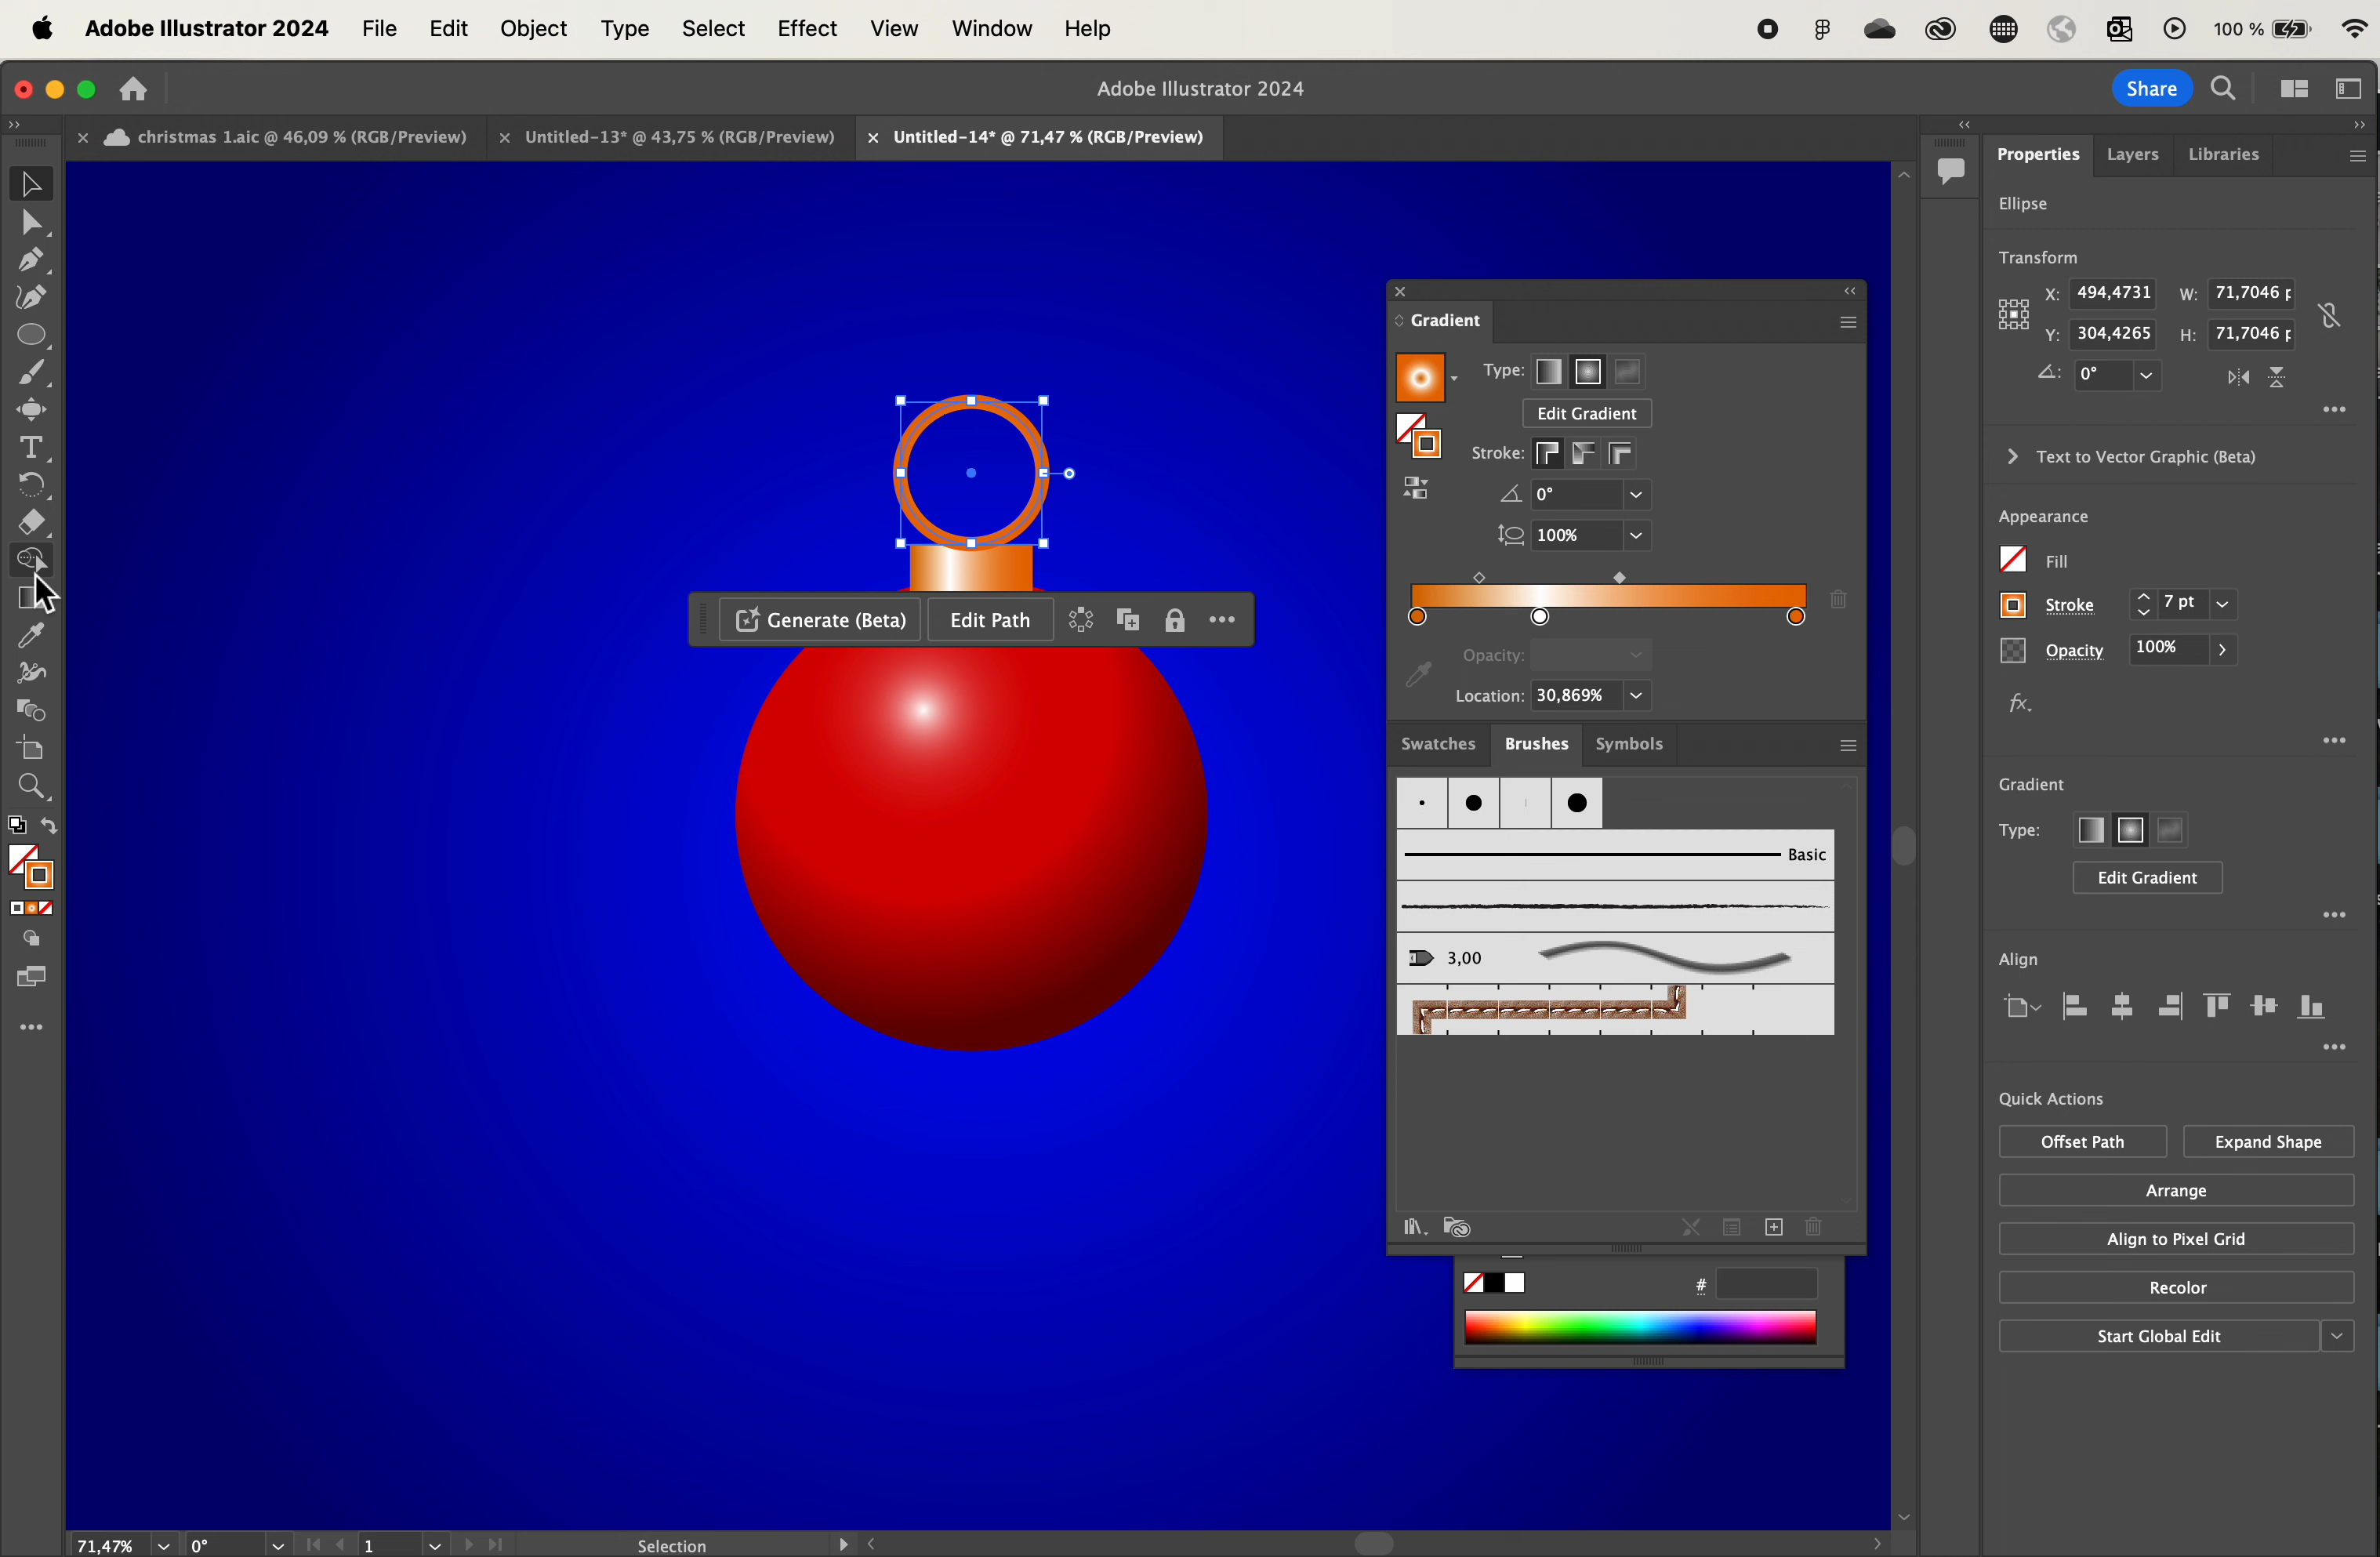 Adobe Illustrator 2024 File Edit Object Type Select Effect View Window Help 100 %
Adobe Illustrator 2024 Share
christmas 1.aic @ 46,09 % (RGB/Preview) Untitled-13* @ 43,75 % (RGB/Preview) Untitled-14* @ 71,47 % (RGB/Preview)
Generate (Beta) Edit Path
Gradient
Type:
Edit Gradient
Stroke:
0°
100%
Opacity:
Location: 30,869%
Swatches Brushes Symbols
Basic
3,00
#
Properties Layers Libraries
Ellipse
Transform
X: 494,4731 W: 71,7046 p
Y: 304,4265 H: 71,7046 p
0°
Text to Vector Graphic (Beta)
Appearance
Fill
Stroke 7 pt
Opacity 100%
fx
Gradient
Type:
Edit Gradient
Align
Quick Actions
Offset Path Expand Shape
Arrange
Align to Pixel Grid
Recolor
Start Global Edit
71,47% 0° 1 Selection